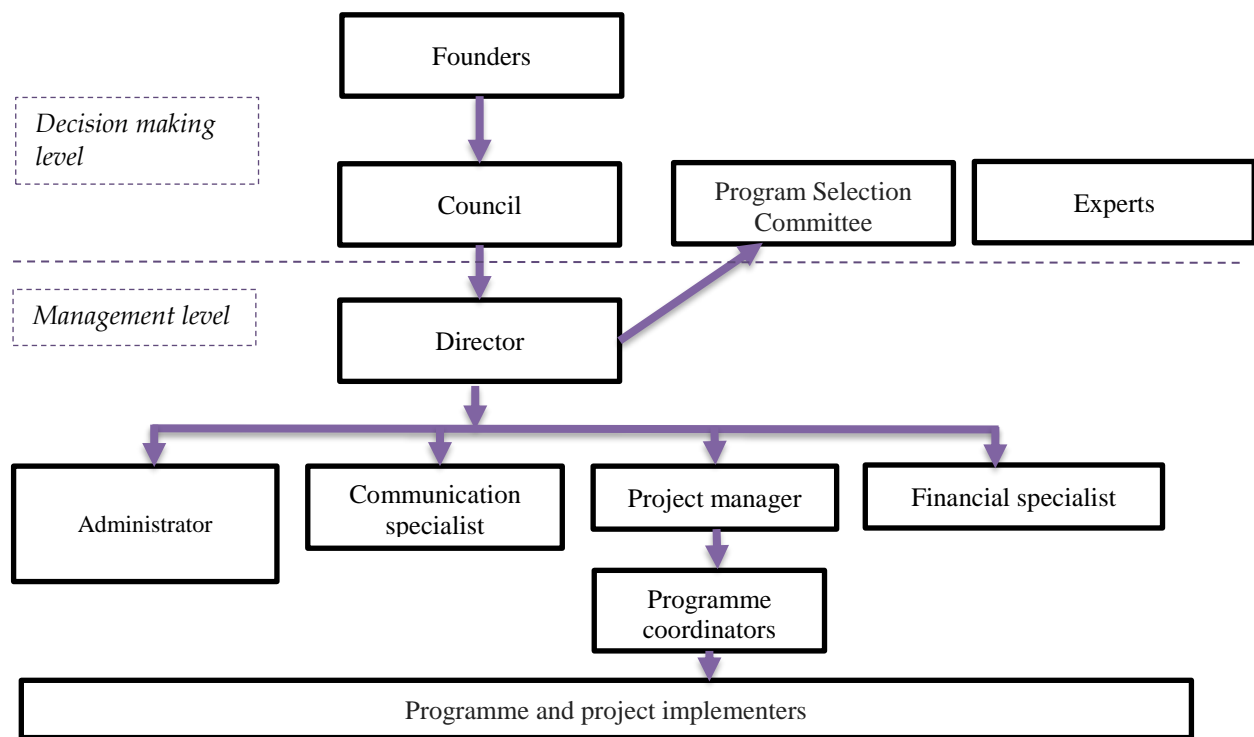 Founders
Decision making
level
Council
Program Selection
Committee
Experts
Management level
Director
Administrator
Communication
specialist
Project manager
Financial specialist
Programme
coordinators
Programme and project implementers